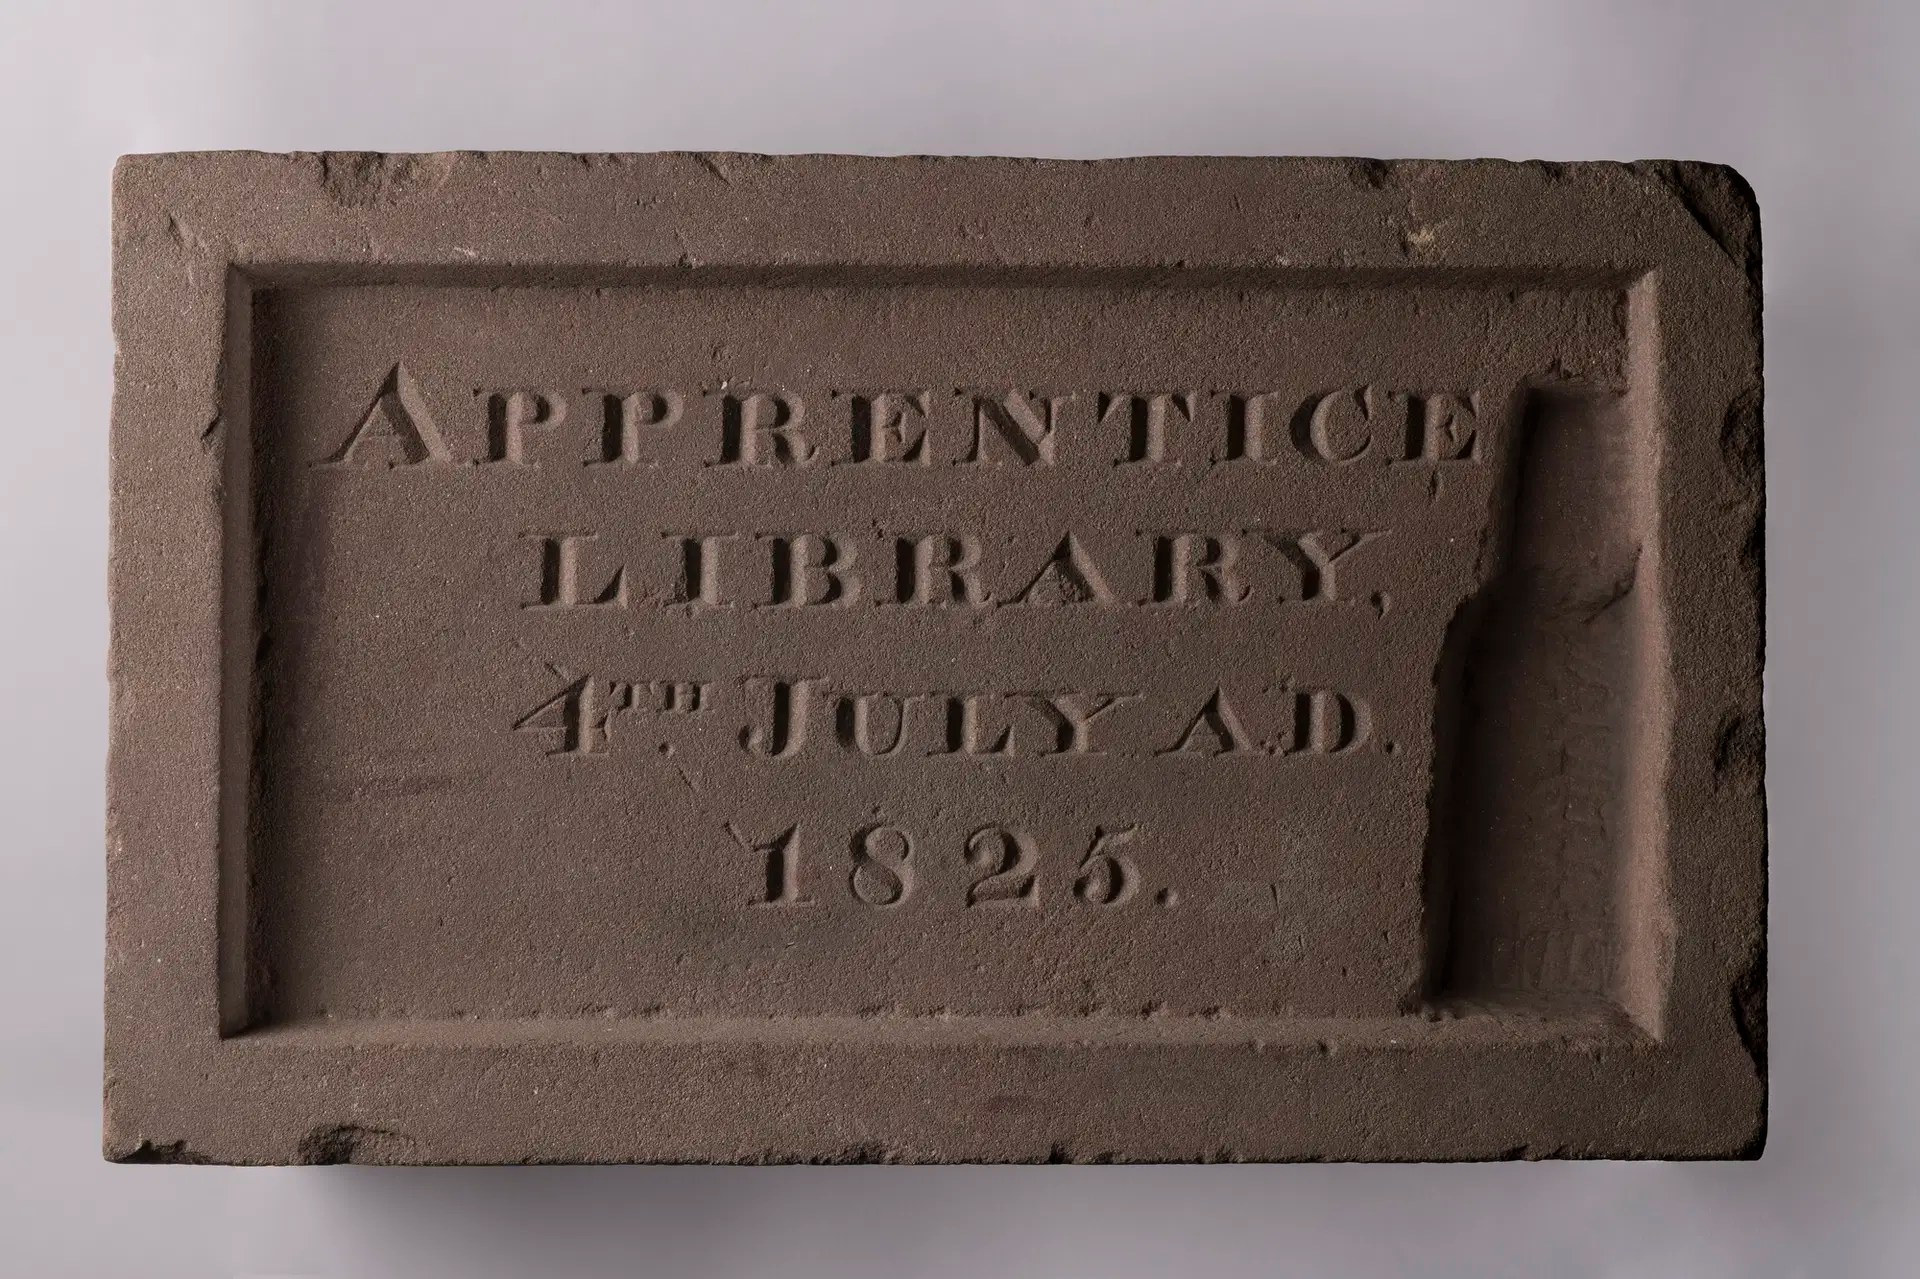 APPRENTICE
LIBRARY,
4TH. JULY A.D.
1825.